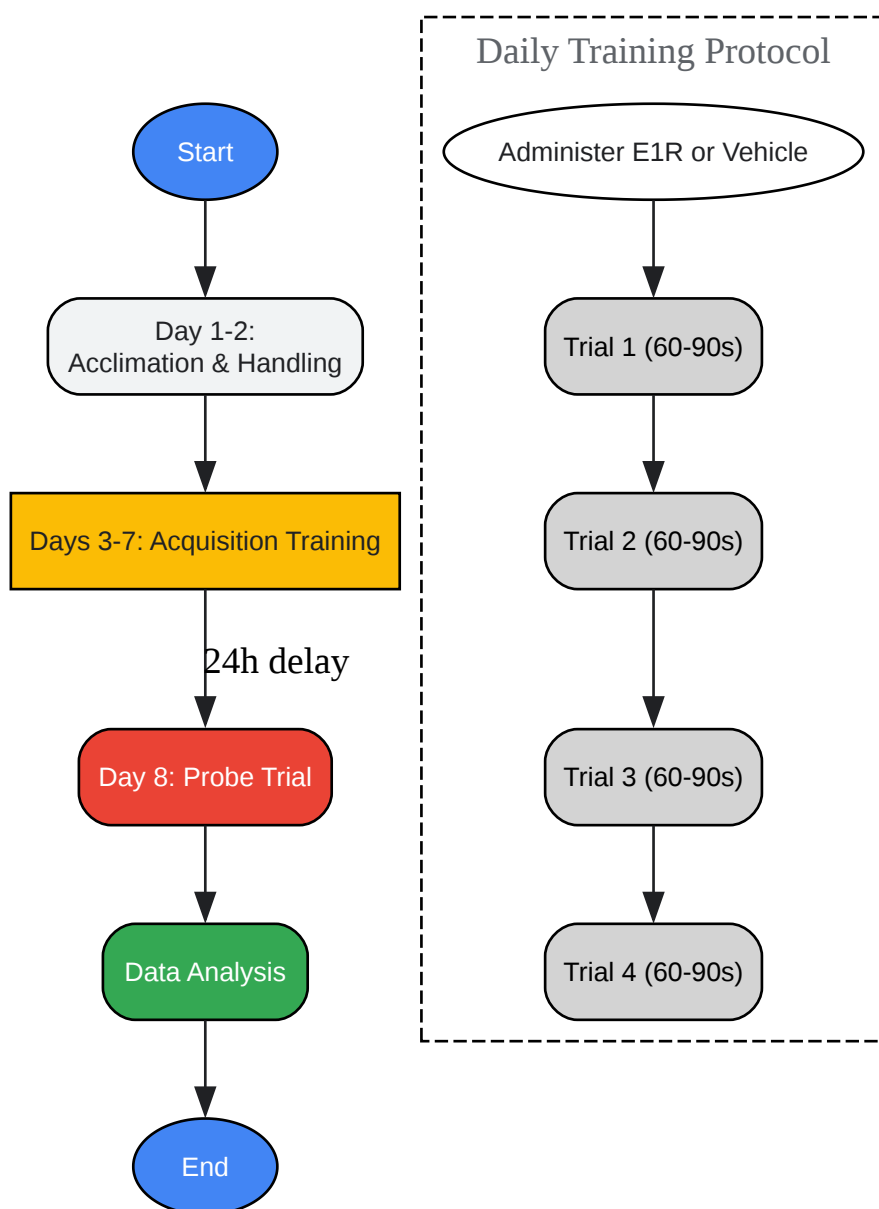 Start
Day 1-2:
Acclimation & Handling
Days 3-7: Acquisition Training
24h delay
Day 8: Probe Trial
Data Analysis
End
Daily Training Protocol
Administer E1R or Vehicle
Trial 1 (60-90s)
Trial 2 (60-90s)
Trial 3 (60-90s)
Trial 4 (60-90s)